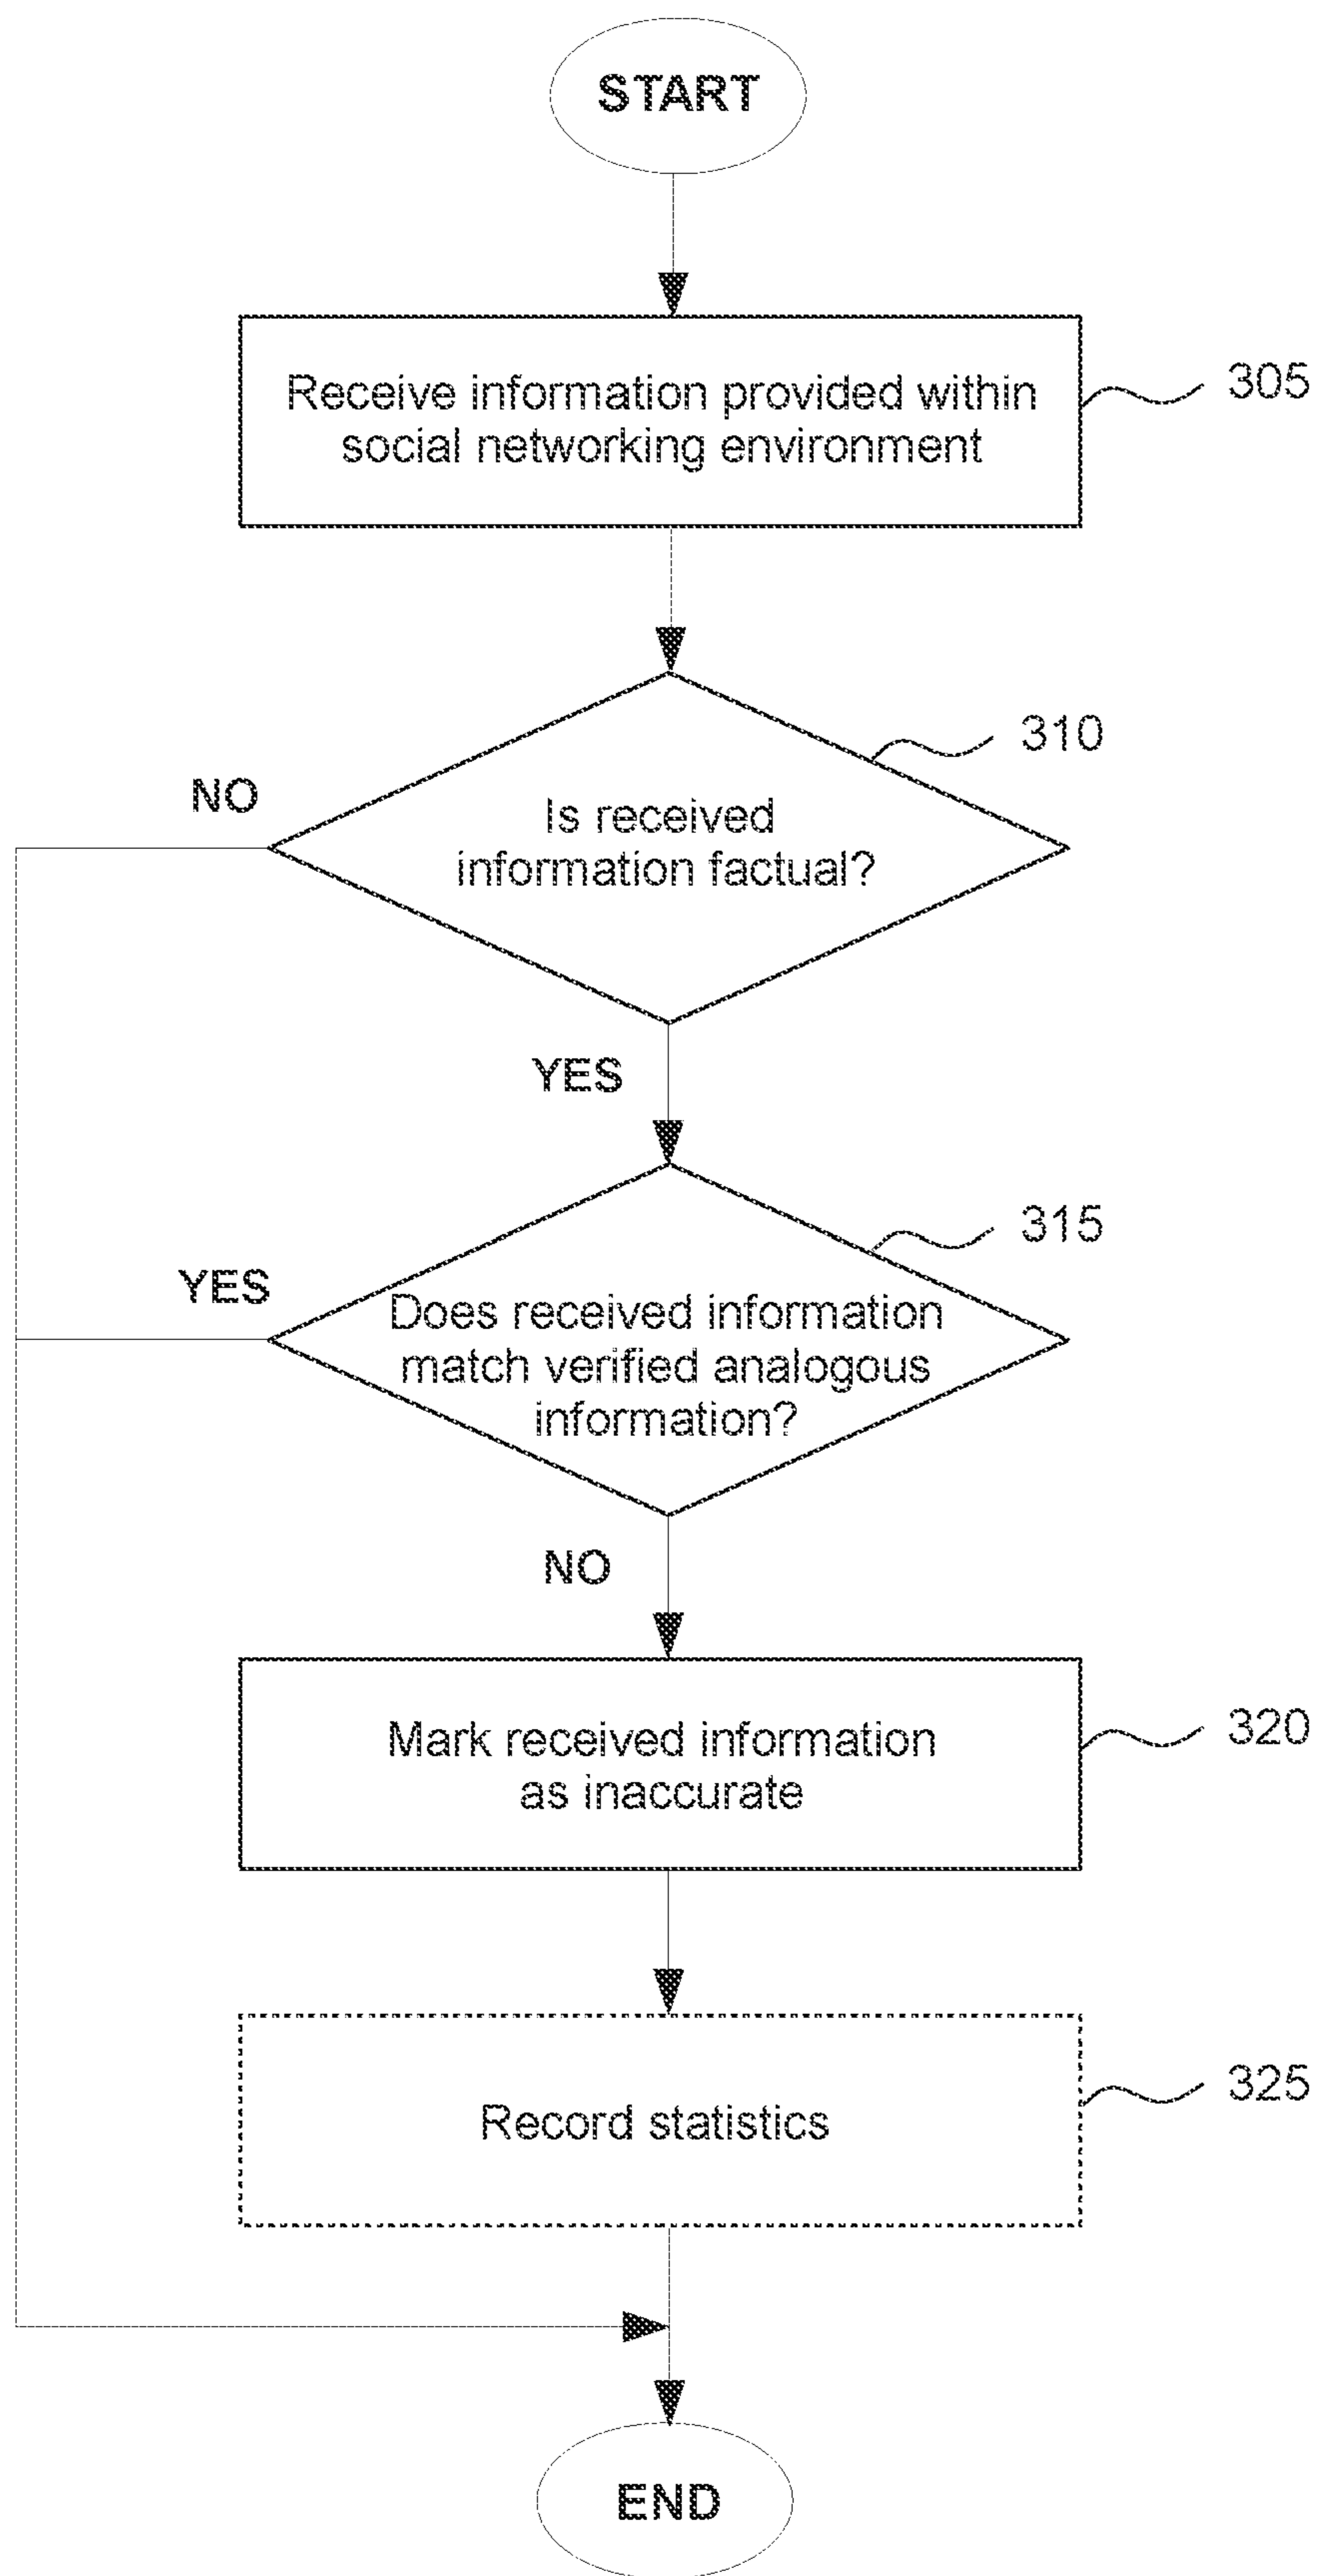 START
Receive information provided within
social networking environment
305
310
NO
Is received
information factual?
YES
315
YES
Does received information
match verified analogous
information?
NO
Mark received information
as inaccurate
320
Record statistics
325
END